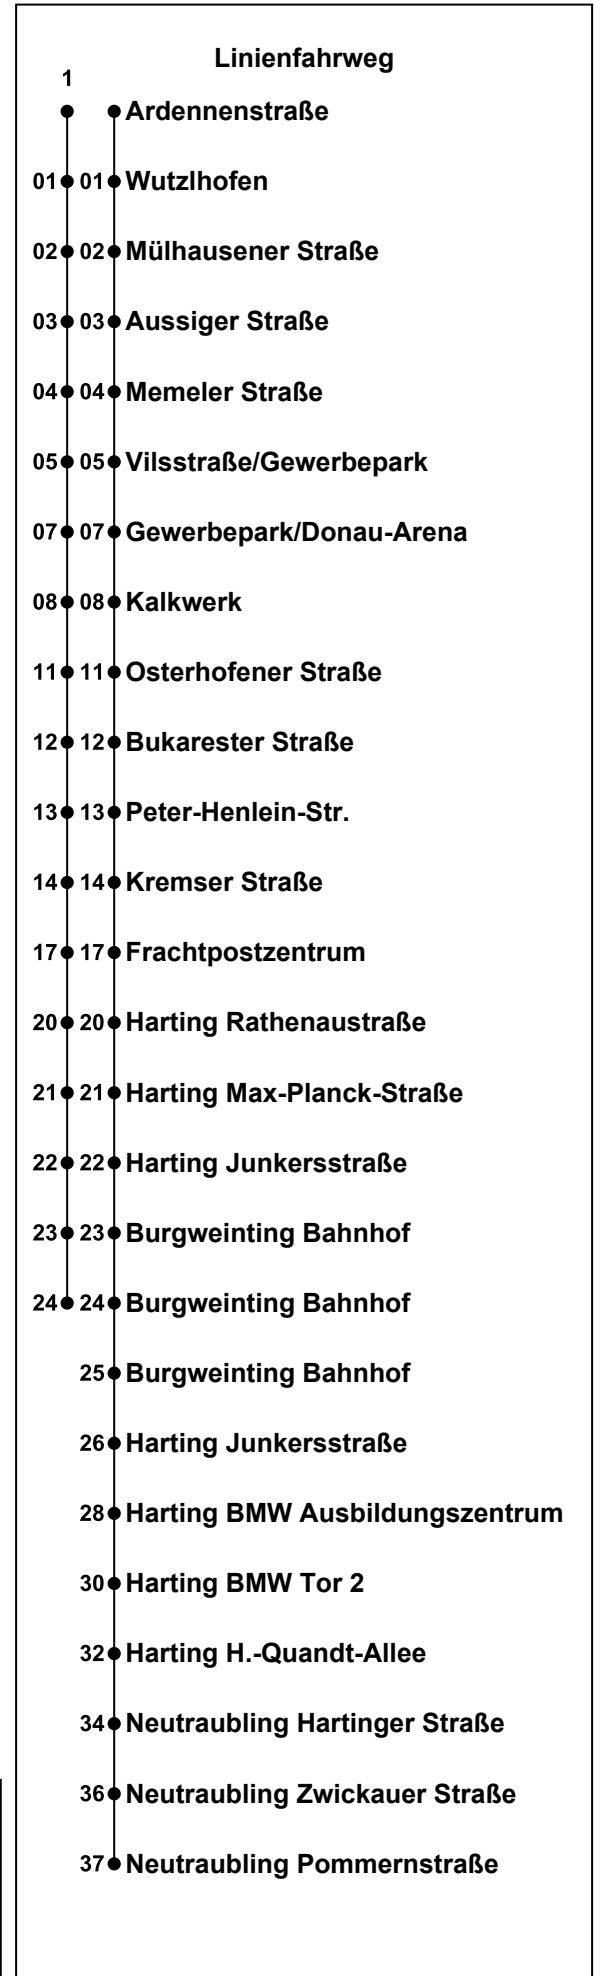 Linienfahrweg
1
Ardennenstraße
01 01 Wutzlhofen
02 02 Mülhausener Straße
03 03 Aussiger Straße
04 04 Memeler Straße
05 05 Vilsstraße/Gewerbepark
07 07 Gewerbepark/Donau-Arena
08 08 Kalkwerk
11 11 Osterhofener Straße
12 12 Bukarester Straße
13 13 Peter-Henlein-Str.
14 14 Kremser Straße
17 17 Frachtpostzentrum
20 20 Harting Rathenaustraße
21 21 Harting Max-Planck-Straße
22 22 Harting Junkersstraße
23 23 Burgweinting Bahnhof
24 24 Burgweinting Bahnhof
25 Burgweinting Bahnhof
26 Harting Junkersstraße
28 Harting BMW Ausbildungszentrum
30 Harting BMW Tor 2
32 Harting H.-Quandt-Allee
34 Neutraubling Hartinger Straße
36 Neutraubling Zwickauer Straße
37 Neutraubling Pommernstraße